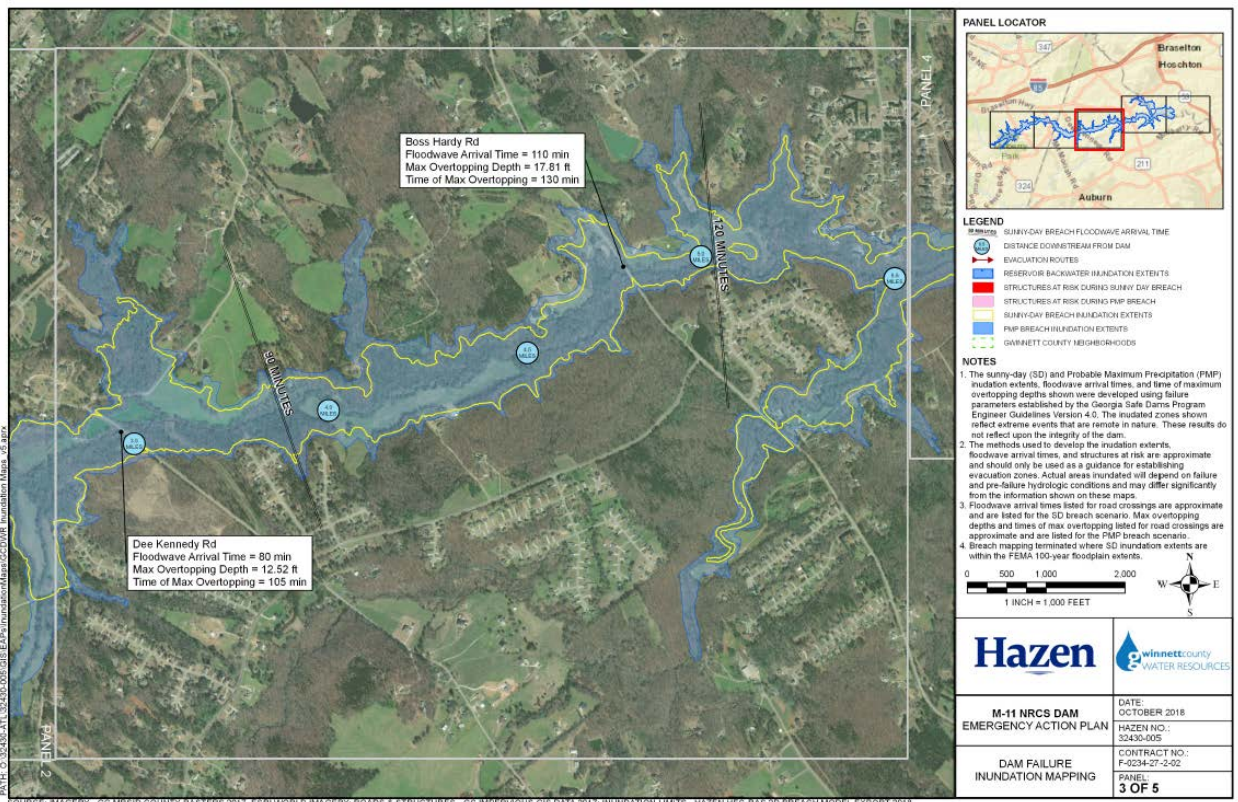 Boss Hardy Rd
Floodwave Arrival Time = 110 min
Max Overtopping Depth = 17.81 ft
Time of Max Overtopping = 130 min
Dee Kennedy Rd
Floodwave Arrival Time = 80 min
Max Overtopping Depth = 12.52 ft
Time of Max Overtopping = 105 min
90 MINUTES
120 MINUTES
4.0 MILES
PANEL 4
PANEL 2
PANEL LOCATOR
347
Braselton
Hoschton
Braselton Hwy
Park
324
211
Auburn
LEGEND
SUNNY-DAY BREACH FLOODWAVE ARRIVAL TIME
DISTANCE DOWNSTREAM FROM DAM
EVACUATION ROUTES
RESERVOIR BACKWATER INUNDATION EXTENTS
STRUCTURES AT RISK DURING SUNNY DAY BREACH
STRUCTURES AT RISK DURING PMP BREACH
SUNNY-DAY BREACH INUNDATION EXTENTS
PMP BREACH INUNDATION EXTENTS
GWINNETT COUNTY NEIGHBORHOODS
NOTES
1. The sunny-day (SD) and Probable Maximum Precipitation (PMP)
inudation extents, floodwave arrival times, and time of maximum
overtopping depths shown were developed using failure
parameters established by the Georgia Safe Dams Program
Engineer Guidelines Version 4.0. The inudated zones shown
reflect extreme events that are remote in nature. These results do
not reflect upon the integrity of the dam.
2. The methods used to develop the inudation extents,
floodwave arrival times, and structures at risk are approximate
and should only be used as a guidance for establishing
evacuation zones. Actual areas inundated will depend on failure
and pre-failure hydrologic conditions and may differ significantly
from the information shown on these maps.
3. Floodwave arrival times listed for road crossings are approximate
and are listed for the SD breach scenario. Max overtopping
depths and times of max overtopping listed for road crossings are
approximate and are listed for the PMP breach scenario.
4. Breach mapping terminated where SD inundation extents are
within the FEMA 100-year floodplain extents.
0 500 1,000 2,000
1 INCH = 1,000 FEET
N
W E
S
Hazen
gwinnettcounty
WATER RESOURCES
M-11 NRCS DAM
EMERGENCY ACTION PLAN
DATE:
OCTOBER 2018
HAZEN NO.:
32430-005
DAM FAILURE
INUNDATION MAPPING
CONTRACT NO.:
F-0234-27-2-02
PANEL:
3 OF 5